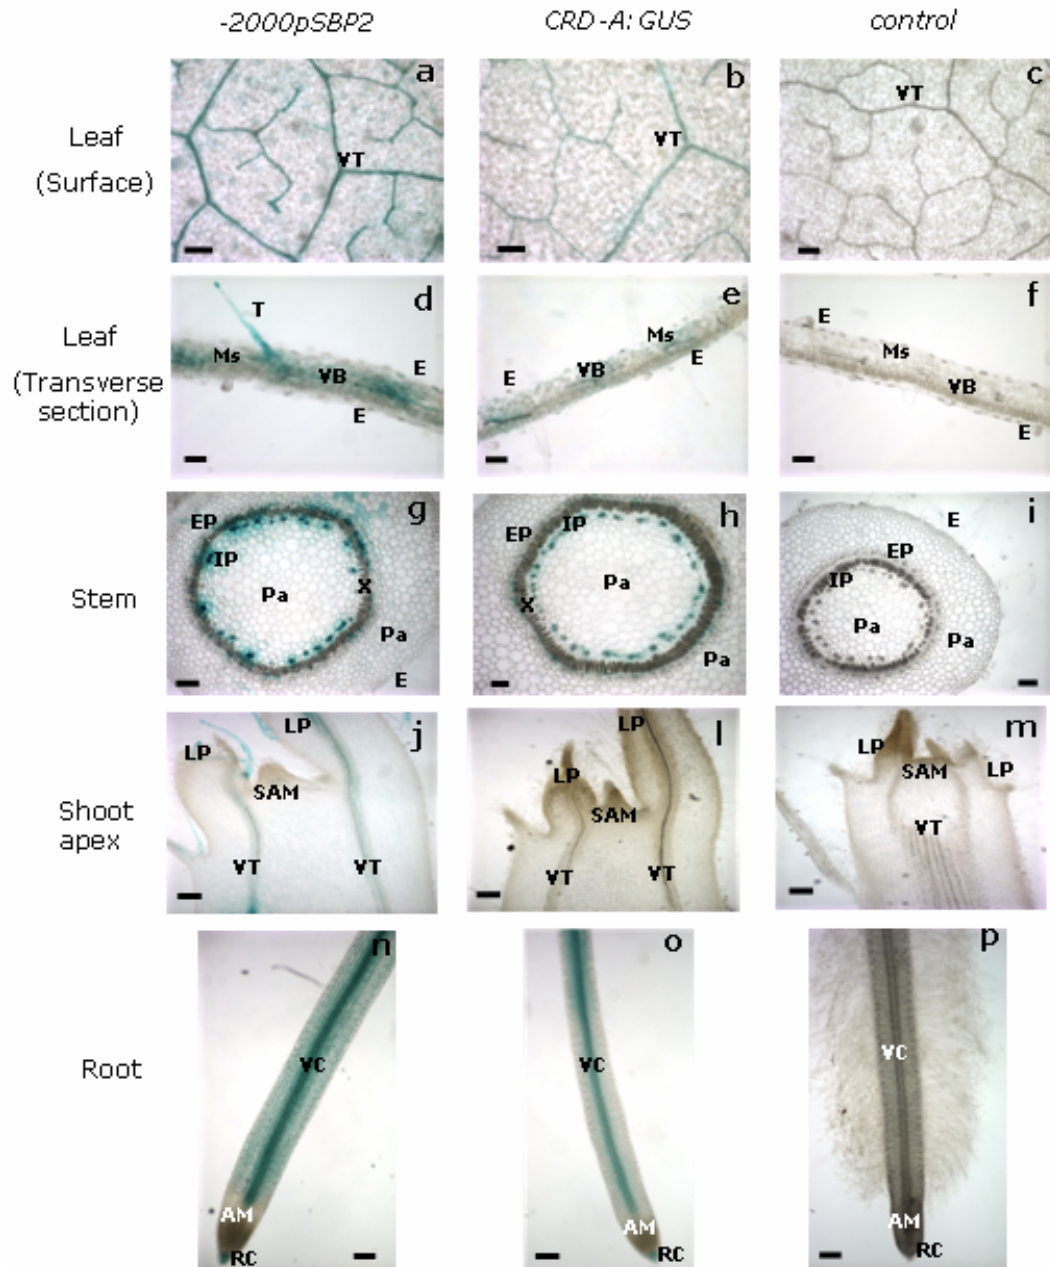 -2000pSBP2 CRD -A: GUS control
Leaf
(Surface)
a
VT
b
VT
c
VT
Leaf
(Transverse
section)
d
T
Ms
VB
E
E
e
Ms
E
E
VB
f
E
Ms
VB
E
Stem
g
EP
IP
Pa
X
Pa
E
h
EP
IP
Pa
X
Pa
i
E
EP
IP
Pa
Pa
Shoot
apex
j
LP
LP
SAM
VT
VT
l
LP
LP
SAM
VT
VT
m
LP
SAM
LP
VT
Root
n
VC
AM
RC
o
VC
AM
RC
p
VC
AM
RC